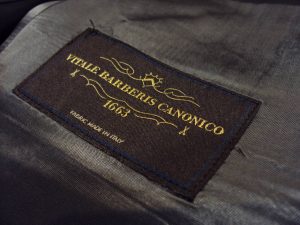 VITALE BARBERIS CANONICO
1663
FABRIC MADE IN ITALY